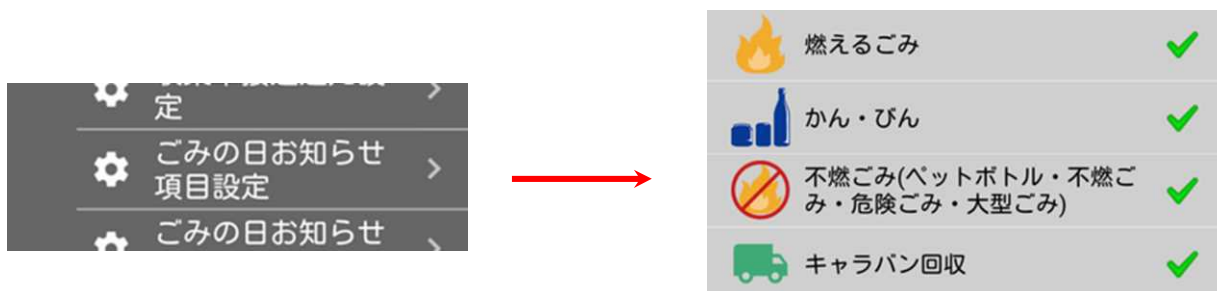 定
ごみの日お知らせ
項目設定
ごみの日お知らせ
燃えるごみ
かん・びん
不燃ごみ(ペットボトル・不燃ご
み・危険ごみ・大型ごみ)
キャラバン回収